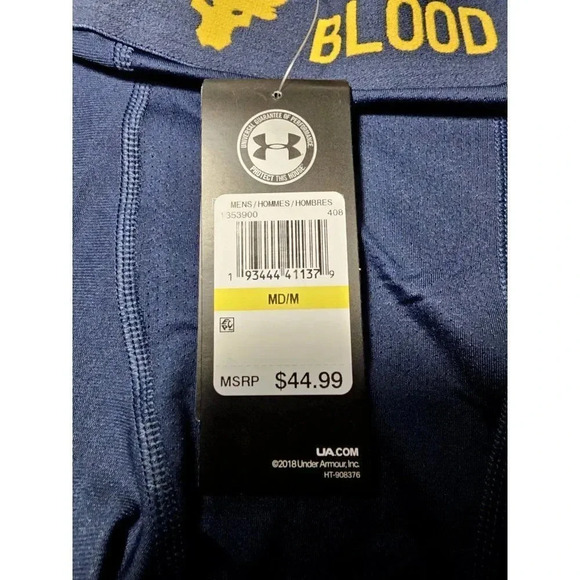 BLOOD
UNIVERSAL GUARANTEE OF PERFORMANCE
PROTECT THIS HOUSE
MENS/HOMMES/HOMBRES
1353900 408
1 93444 41137 9
MD/M
MSRP $44.99
UA.COM
©2018 Under Armour, Inc.
HT-908376